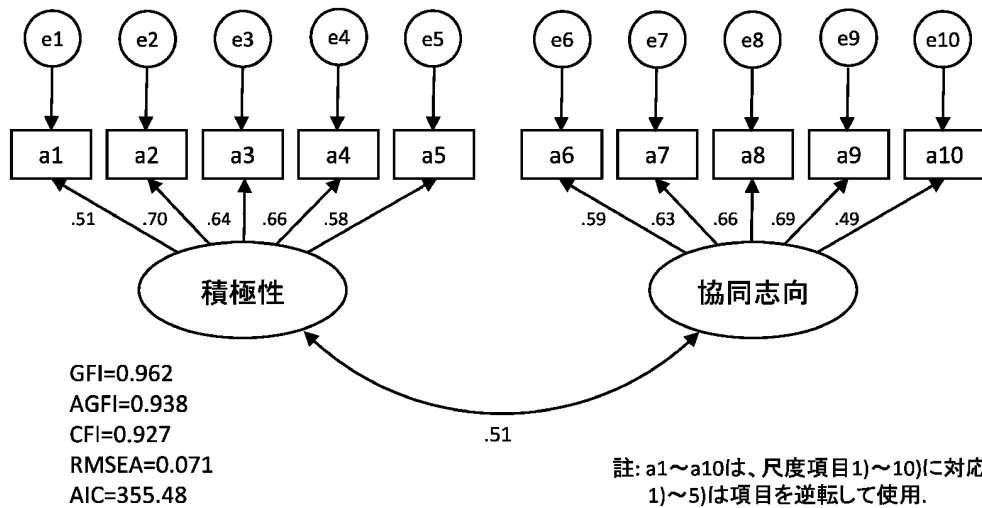 e1 e2 e3 e4 e5 e6 e7 e8 e9 e10
a1 a2 a3 a4 a5 a6 a7 a8 a9 a10
.51 .70 .64 .66 .58 .59 .63 .66 .69 .49
積極性 協同志向
.51
GFI=0.962
AGFI=0.938
CFI=0.927
RMSEA=0.071
AIC=355.48
註: a1～a10は、尺度項目1)～10)に対応
1)～5)は項目を逆転して使用.